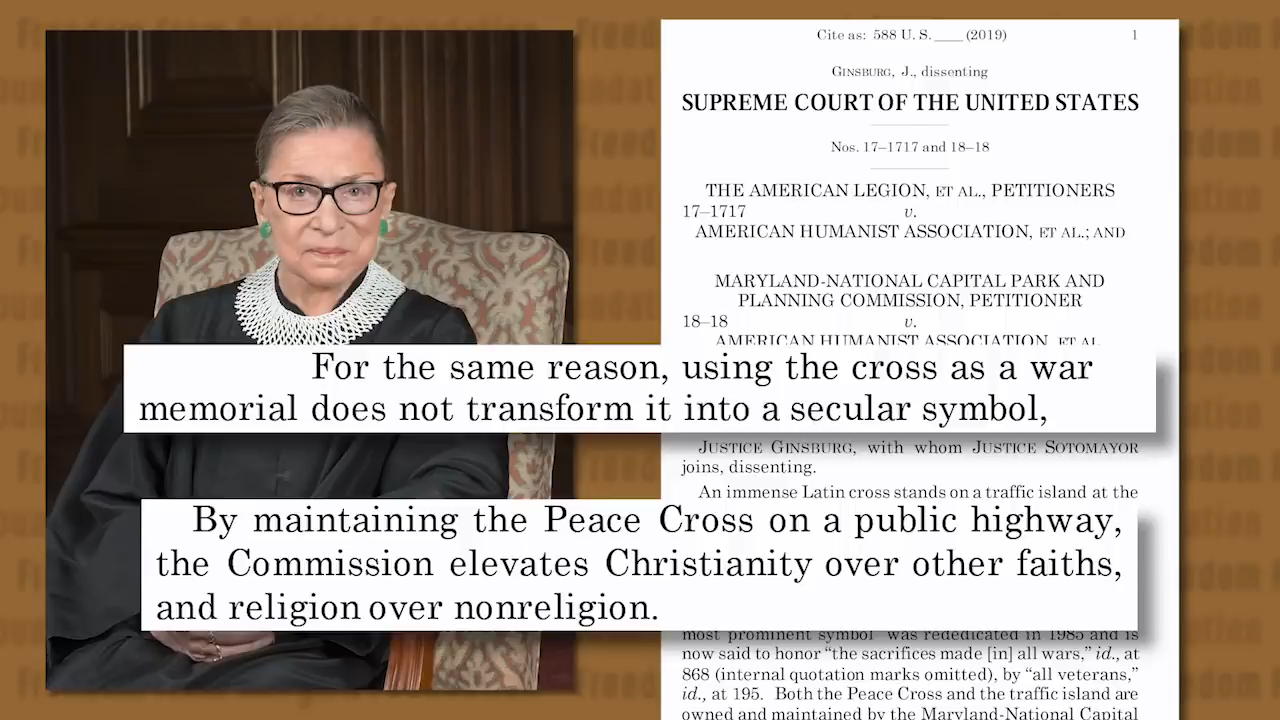 Cite as: 588 U. S. ____ (2019) 1
GINSBURG, J., dissenting
SUPREME COURT OF THE UNITED STATES
Nos. 17–1717 and 18–18
THE AMERICAN LEGION, ET AL., PETITIONERS
17–1717 v.
AMERICAN HUMANIST ASSOCIATION, ET AL.; AND
MARYLAND-NATIONAL CAPITAL PARK AND
PLANNING COMMISSION, PETITIONER
18–18 v.
AMERICAN HUMANIST ASSOCIATION, ET AL.
For the same reason, using the cross as a war
memorial does not transform it into a secular symbol,
JUSTICE GINSBURG, with whom JUSTICE SOTOMAYOR
joins, dissenting.
An immense Latin cross stands on a traffic island at the
By maintaining the Peace Cross on a public highway,
the Commission elevates Christianity over other faiths,
and religion over nonreligion.
most prominent symbol" was rededicated in 1985 and is
now said to honor “the sacrifices made [in] all wars,” id., at
868 (internal quotation marks omitted), by “all veterans,”
id., at 195. Both the Peace Cross and the traffic island are
owned and maintained by the Maryland-National Capital